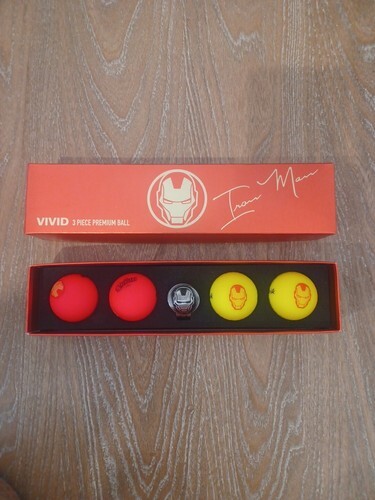 VIVID 3 PIECE PREMIUM BALL
Iron Man